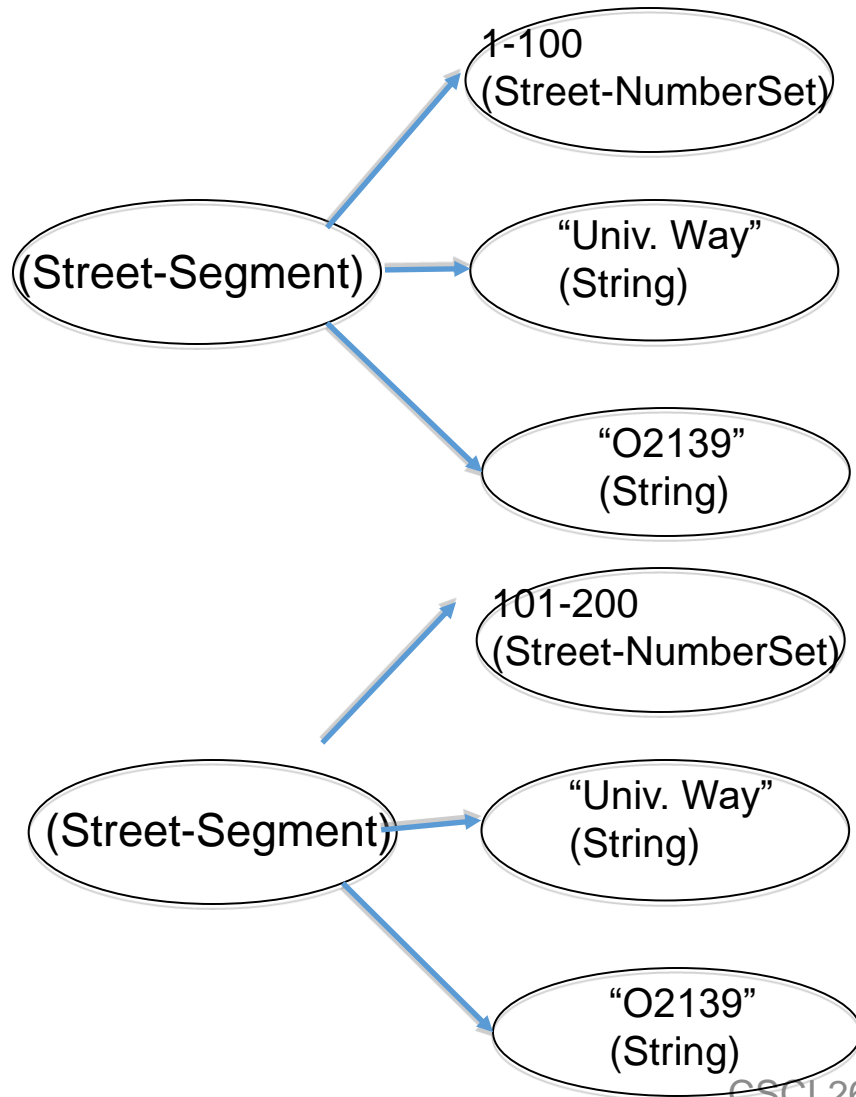 1-100
(Street-NumberSet)
(Street-Segment)
“Univ. Way”
(String)
“O2139”
(String)
101-200
(Street-NumberSet)
(Street-Segment)
“Univ. Way”
(String)
“O2139”
(String)